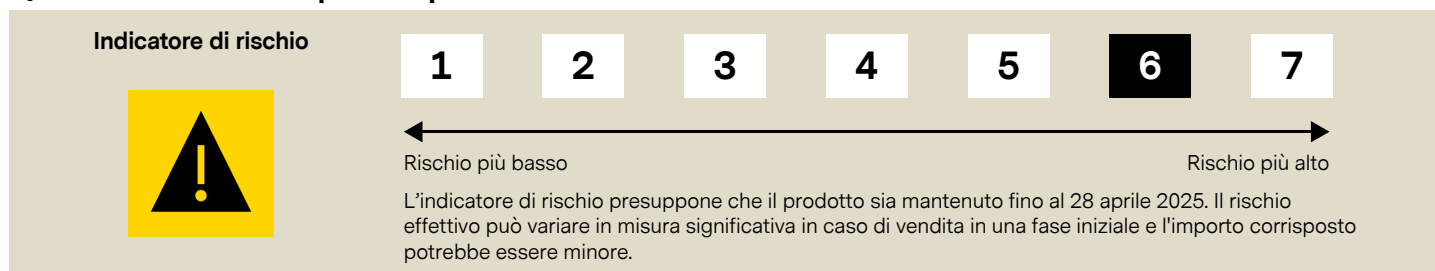 Indicatore di rischio
1 2 3 4 5 6 7
Rischio più basso Rischio più alto
L'indicatore di rischio presuppone che il prodotto sia mantenuto fino al 28 aprile 2025. Il rischio
effettivo può variare in misura significativa in caso di vendita in una fase iniziale e l'importo corrisposto
potrebbe essere minore.